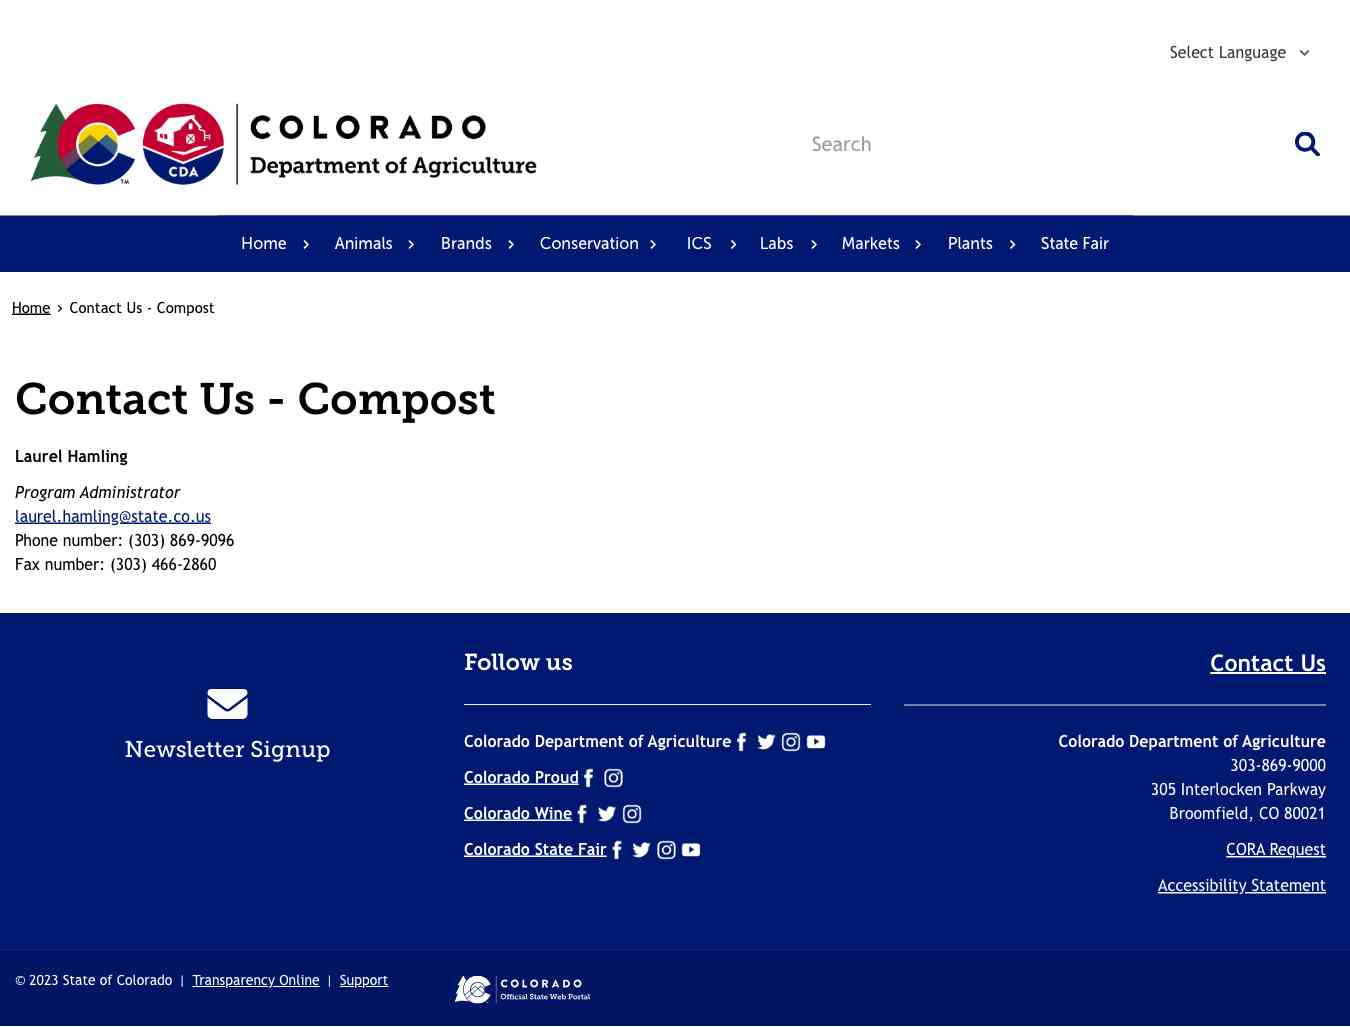 Select Language
COLORADO
Department of Agriculture
CDA
TM
Search
Home Animals Brands Conservation ICS Labs Markets Plants State Fair
Home › Contact Us - Compost
Contact Us - Compost
Laurel Hamling
Program Administrator
laurel.hamling@state.co.us
Phone number: (303) 869-9096
Fax number: (303) 466-2860
Newsletter Signup
Follow us
Colorado Department of Agriculture
Colorado Proud
Colorado Wine
Colorado State Fair
Contact Us
Colorado Department of Agriculture
303-869-9000
305 Interlocken Parkway
Broomfield, CO 80021
CORA Request
Accessibility Statement
© 2023 State of Colorado | Transparency Online | Support
COLORADO
Official State Web Portal